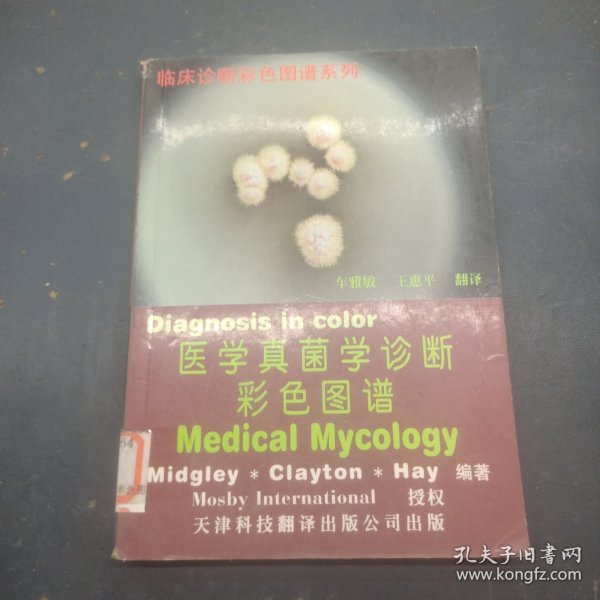 临床诊断彩色图谱系列
车雅敏 王惠平 翻译
Diagnosis in color
医学真菌学诊断
彩色图谱
Medical Mycology
Midgley * Clayton * Hay 编著
Mosby International 授权
天津科技翻译出版公司出版
孔夫子旧书网
www.kongfz.com